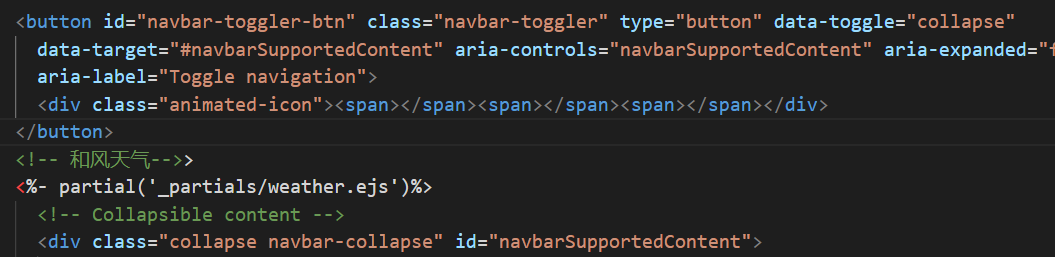 <button id="navbar-toggler-btn" class="navbar-toggler" type="button" data-toggle="collapse"
data-target="#navbarSupportedContent" aria-controls="navbarSupportedContent" aria-expanded="
aria-label="Toggle navigation">
<div class="animated-icon"><span></span><span></span><span></span></div>
</button>
<!-- 和风天气-->>
<%- partial('_partials/weather.ejs')%>
<!-- Collapsible content -->
<div class="collapse navbar-collapse" id="navbarSupportedContent">